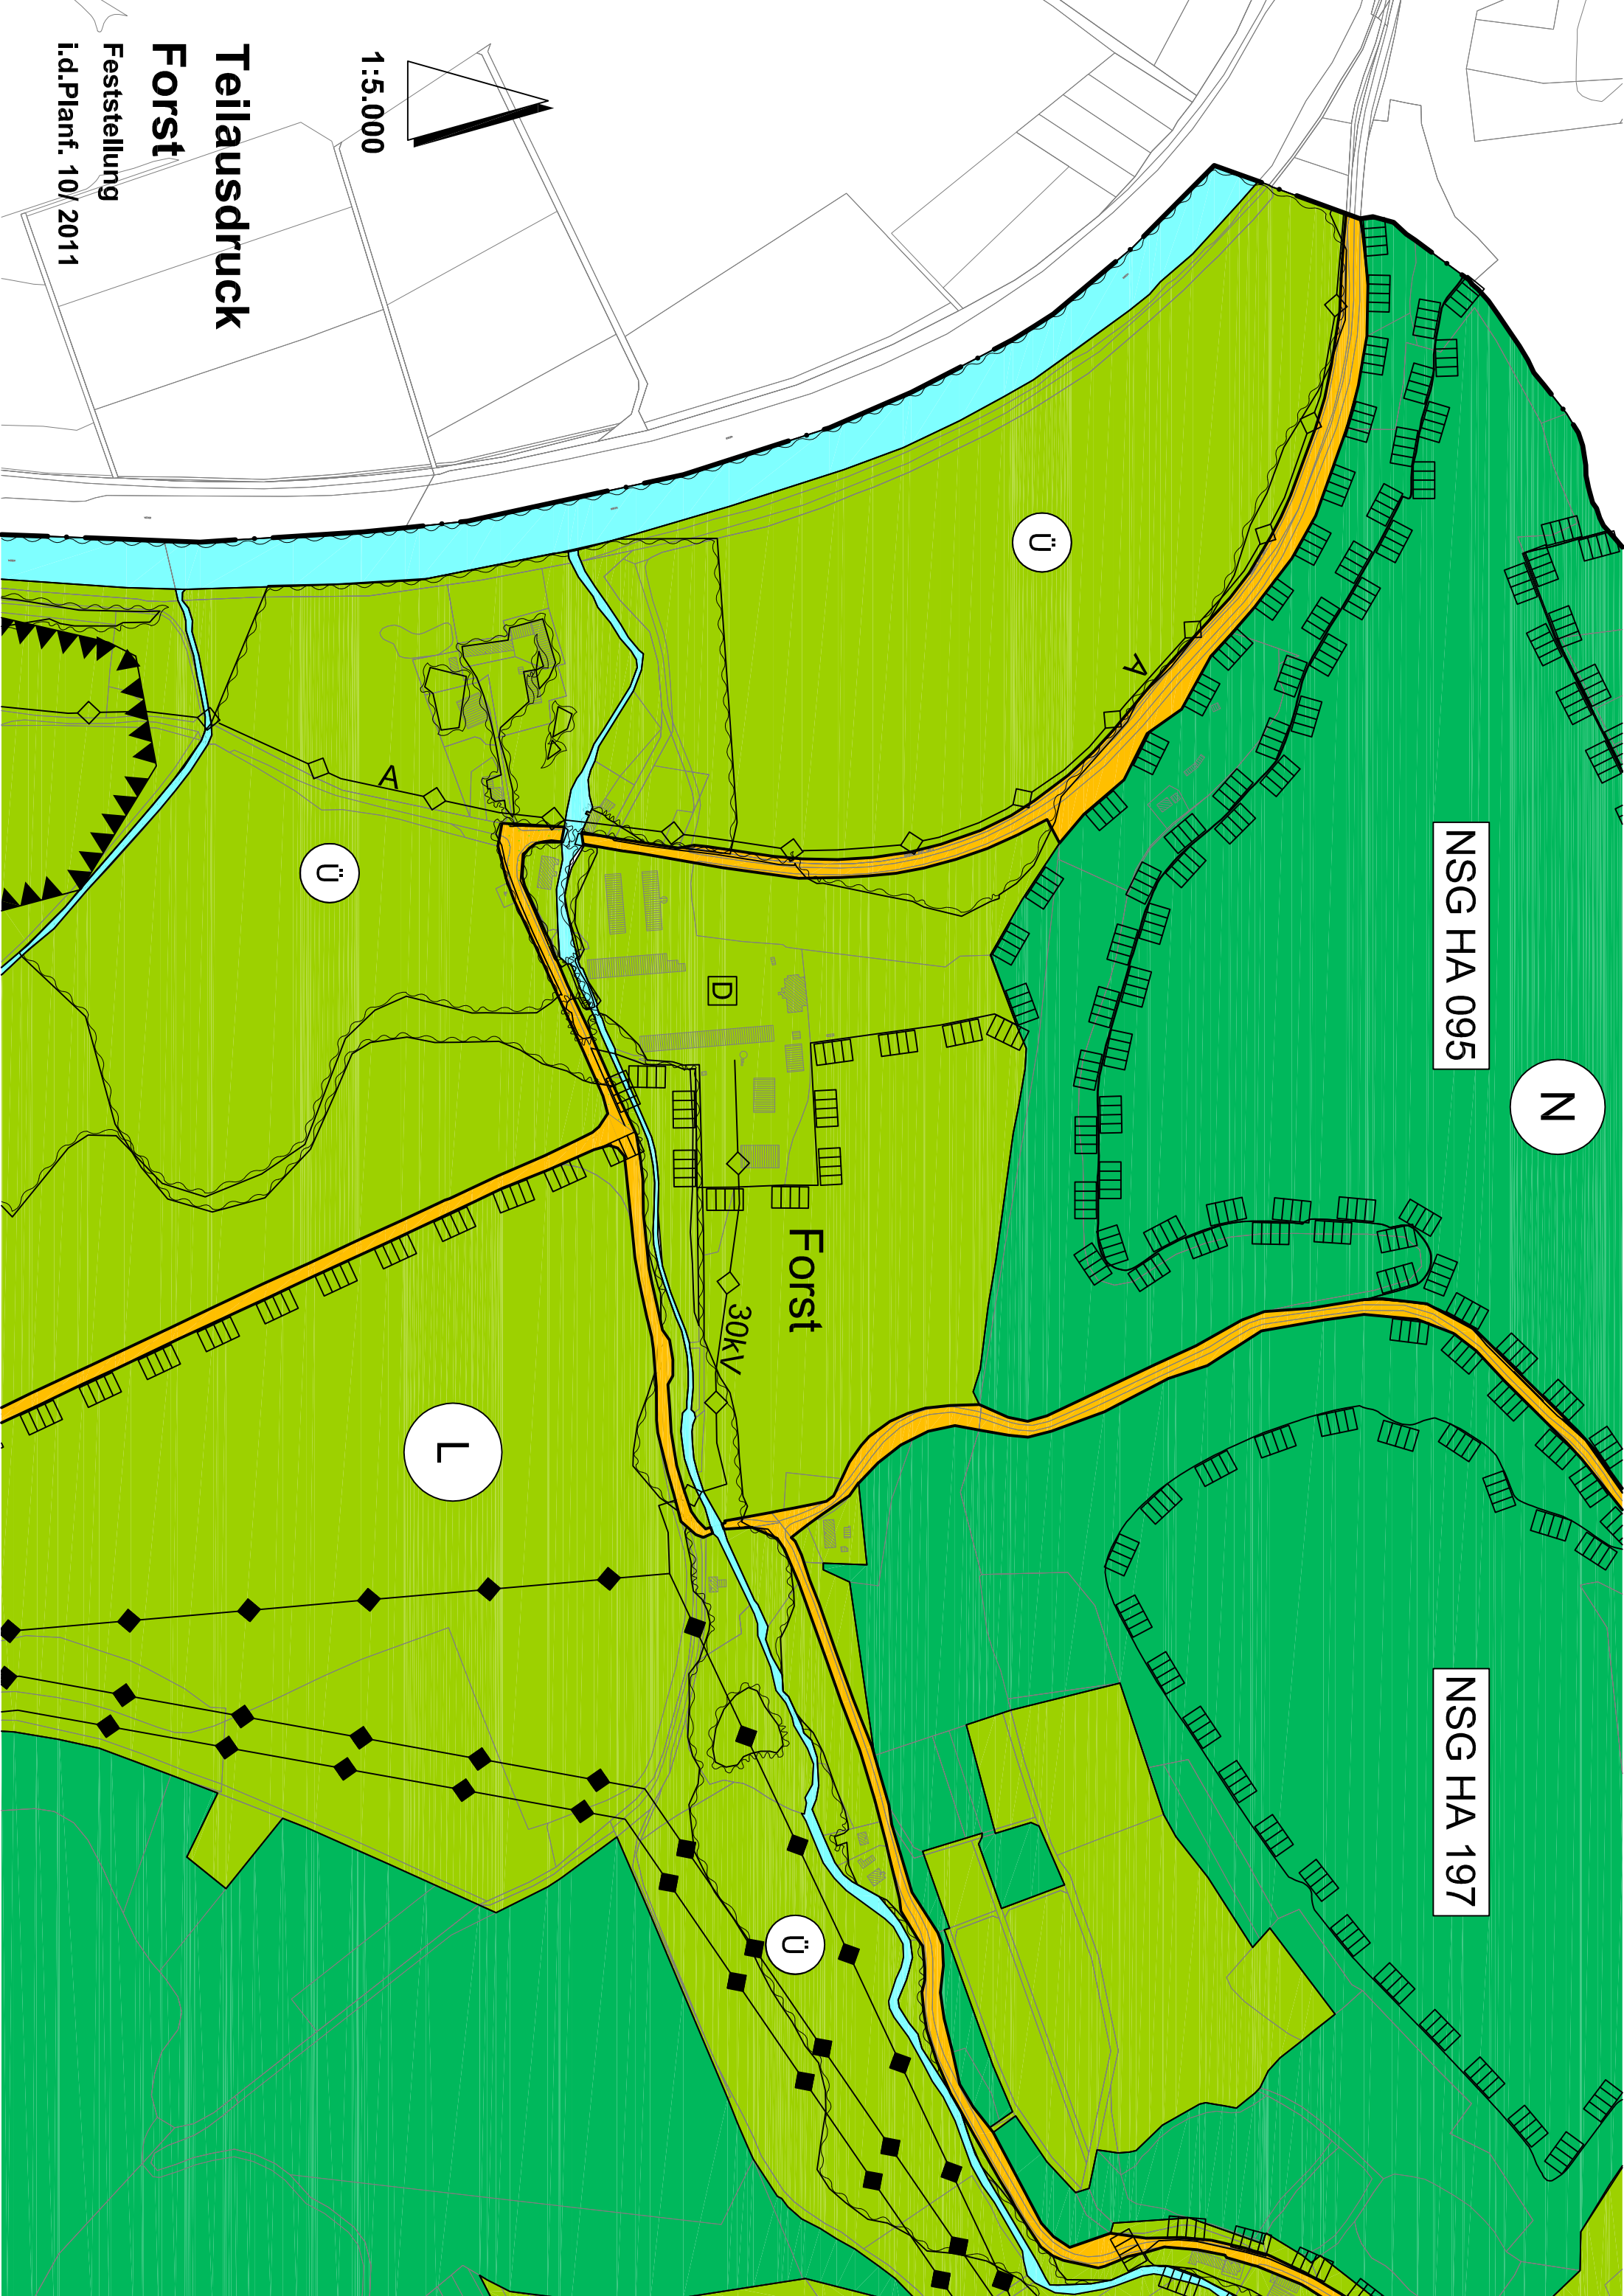 NSG HA 095
N
NSG HA 197
Ü
A
D
Forst
30kV
A
Ü
L
Ü
1:5.000
Teilausdruck
Forst
Feststellung
i.d.Planf. 10/ 2011